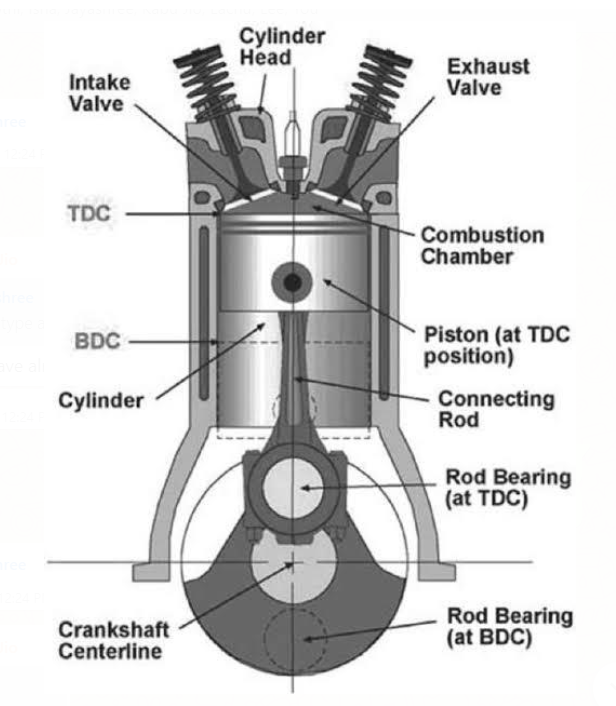 Cylinder
Head
Intake
Valve
Exhaust
Valve
TDC
Combustion
Chamber
BDC
Piston (at TDC
position)
Cylinder
Connecting
Rod
Rod Bearing
(at TDC)
Crankshaft
Centerline
Rod Bearing
(at BDC)